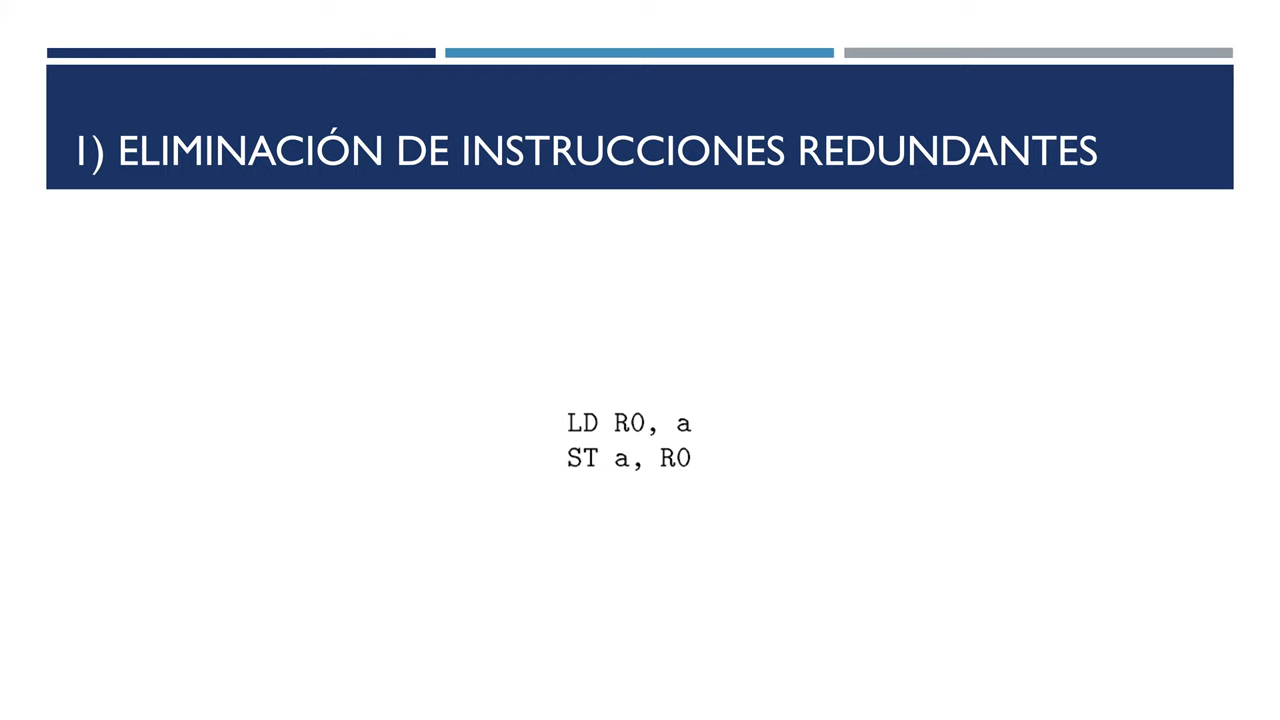 1) ELIMINACIÓN DE INSTRUCCIONES REDUNDANTES
LD R0, a
ST a, R0